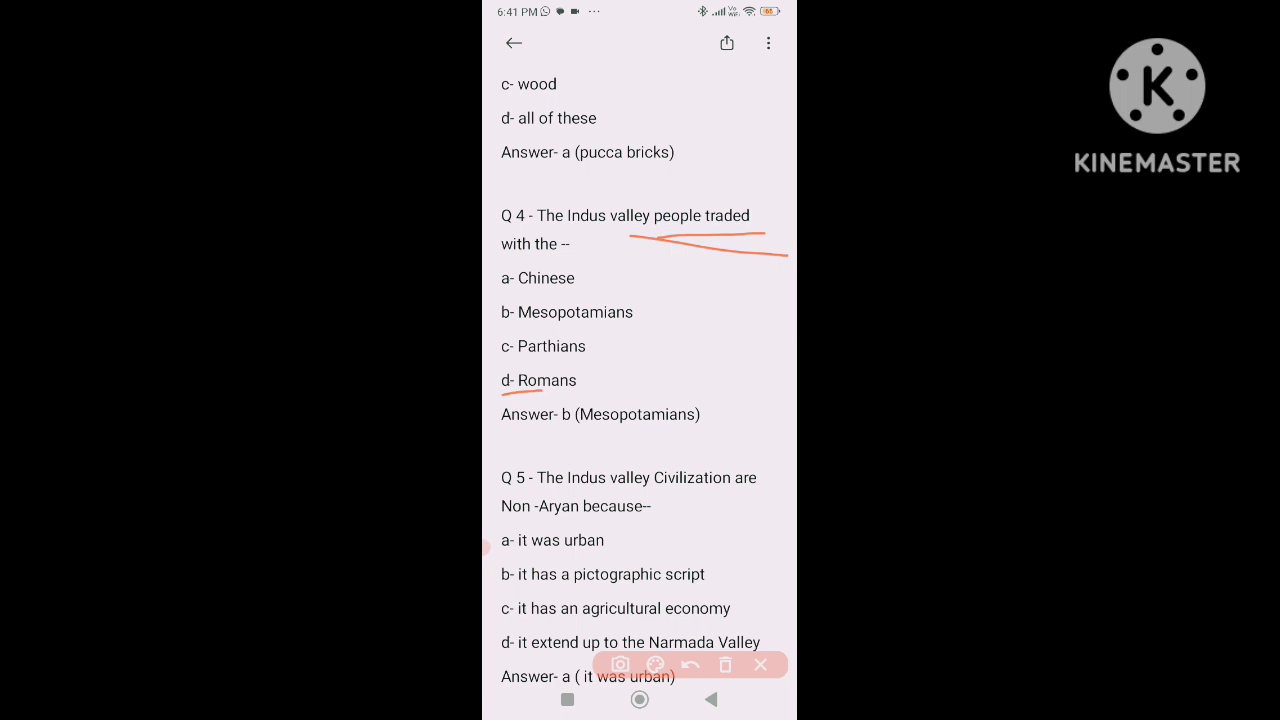 6:41 PM
Vo
WiFi
65
c- wood
d- all of these
Answer- a (pucca bricks)
Q 4 - The Indus valley people traded
with the --
a- Chinese
b- Mesopotamians
c- Parthians
d- Romans
Answer- b (Mesopotamians)
Q 5 - The Indus valley Civilization are
Non -Aryan because--
a- it was urban
b- it has a pictographic script
c- it has an agricultural economy
d- it extend up to the Narmada Valley
Answer- a ( it was urban)
K
KINEMASTER